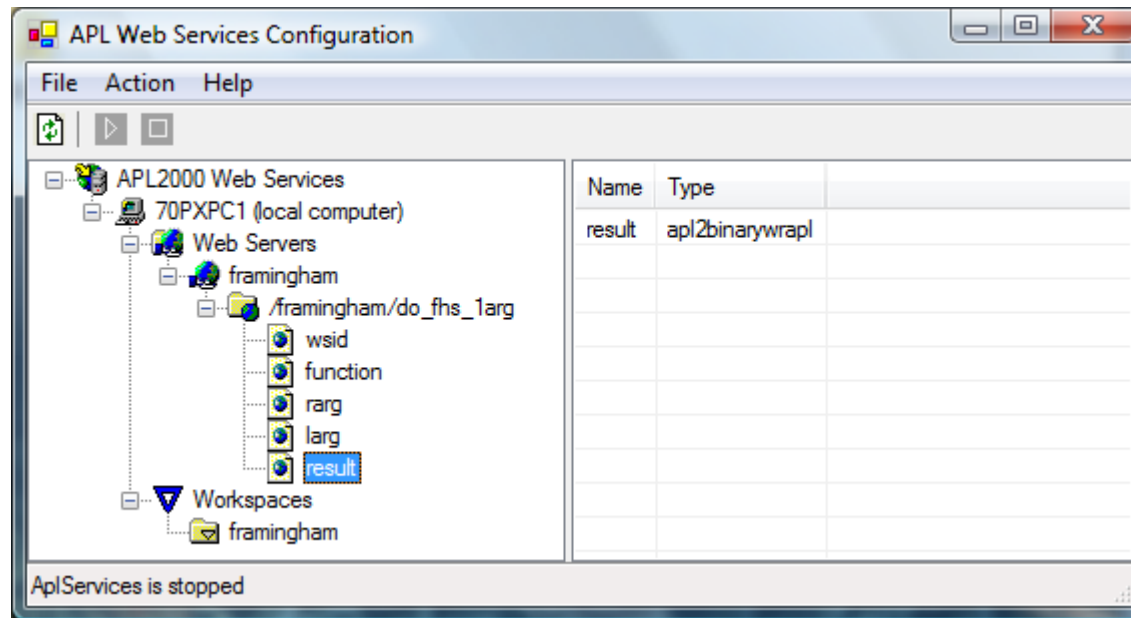 APL Web Services Configuration
File Action Help
APL2000 Web Services
70PXPC1 (local computer)
Web Servers
framingham
/framingham/do_fhs_1arg
wsid
function
rarg
larg
result
Workspaces
framingham
Name Type
result apl2binarywrapl
AplServices is stopped